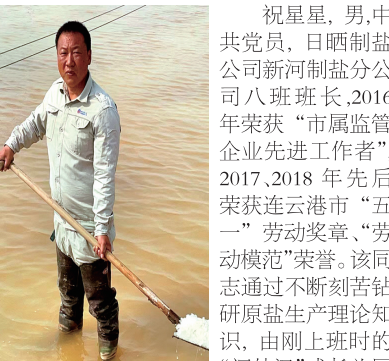 祝星星，男,中
共党员，日晒制盐
公司新河制盐分公
司八班班长,2016
年荣获“市属监管
企业先进工作者”
2017、2018 年先后
荣获连云港市“五
一”劳动奖章、“劳
动模范”荣誉。该同
志通过不断刻苦钻
研原盐生产理论知
识，由刚上班时的